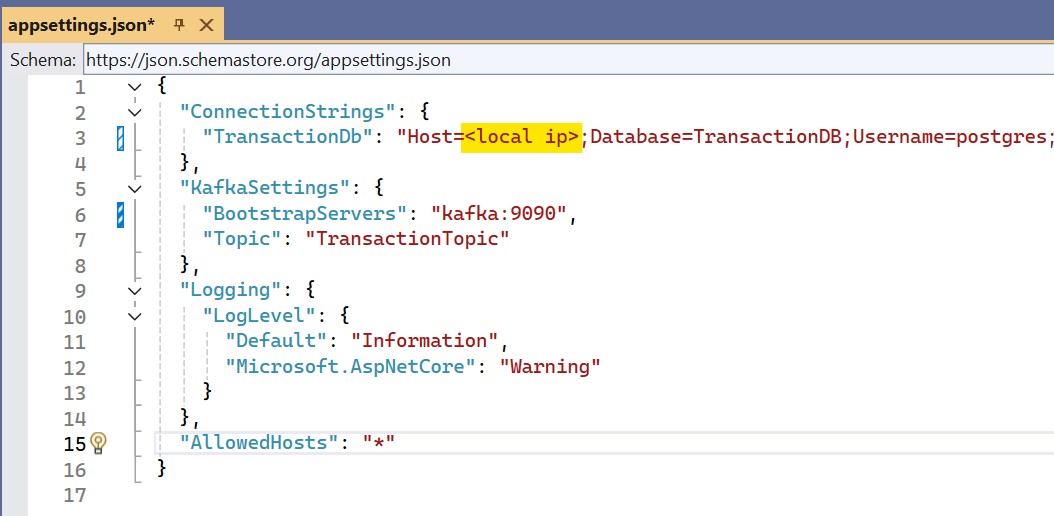 appsettings.json*
Schema: https://json.schemastore.org/appsettings.json
1 {
2 "ConnectionStrings": {
3 "TransactionDb": "Host=<local ip>;Database=TransactionDB;Username=postgres;
4 },
5 "KafkaSettings": {
6 "BootstrapServers": "kafka:9090",
7 "Topic": "TransactionTopic"
8 },
9 "Logging": {
10 "LogLevel": {
11 "Default": "Information",
12 "Microsoft.AspNetCore": "Warning"
13 }
14 },
15 "AllowedHosts": "*"
16 }
17